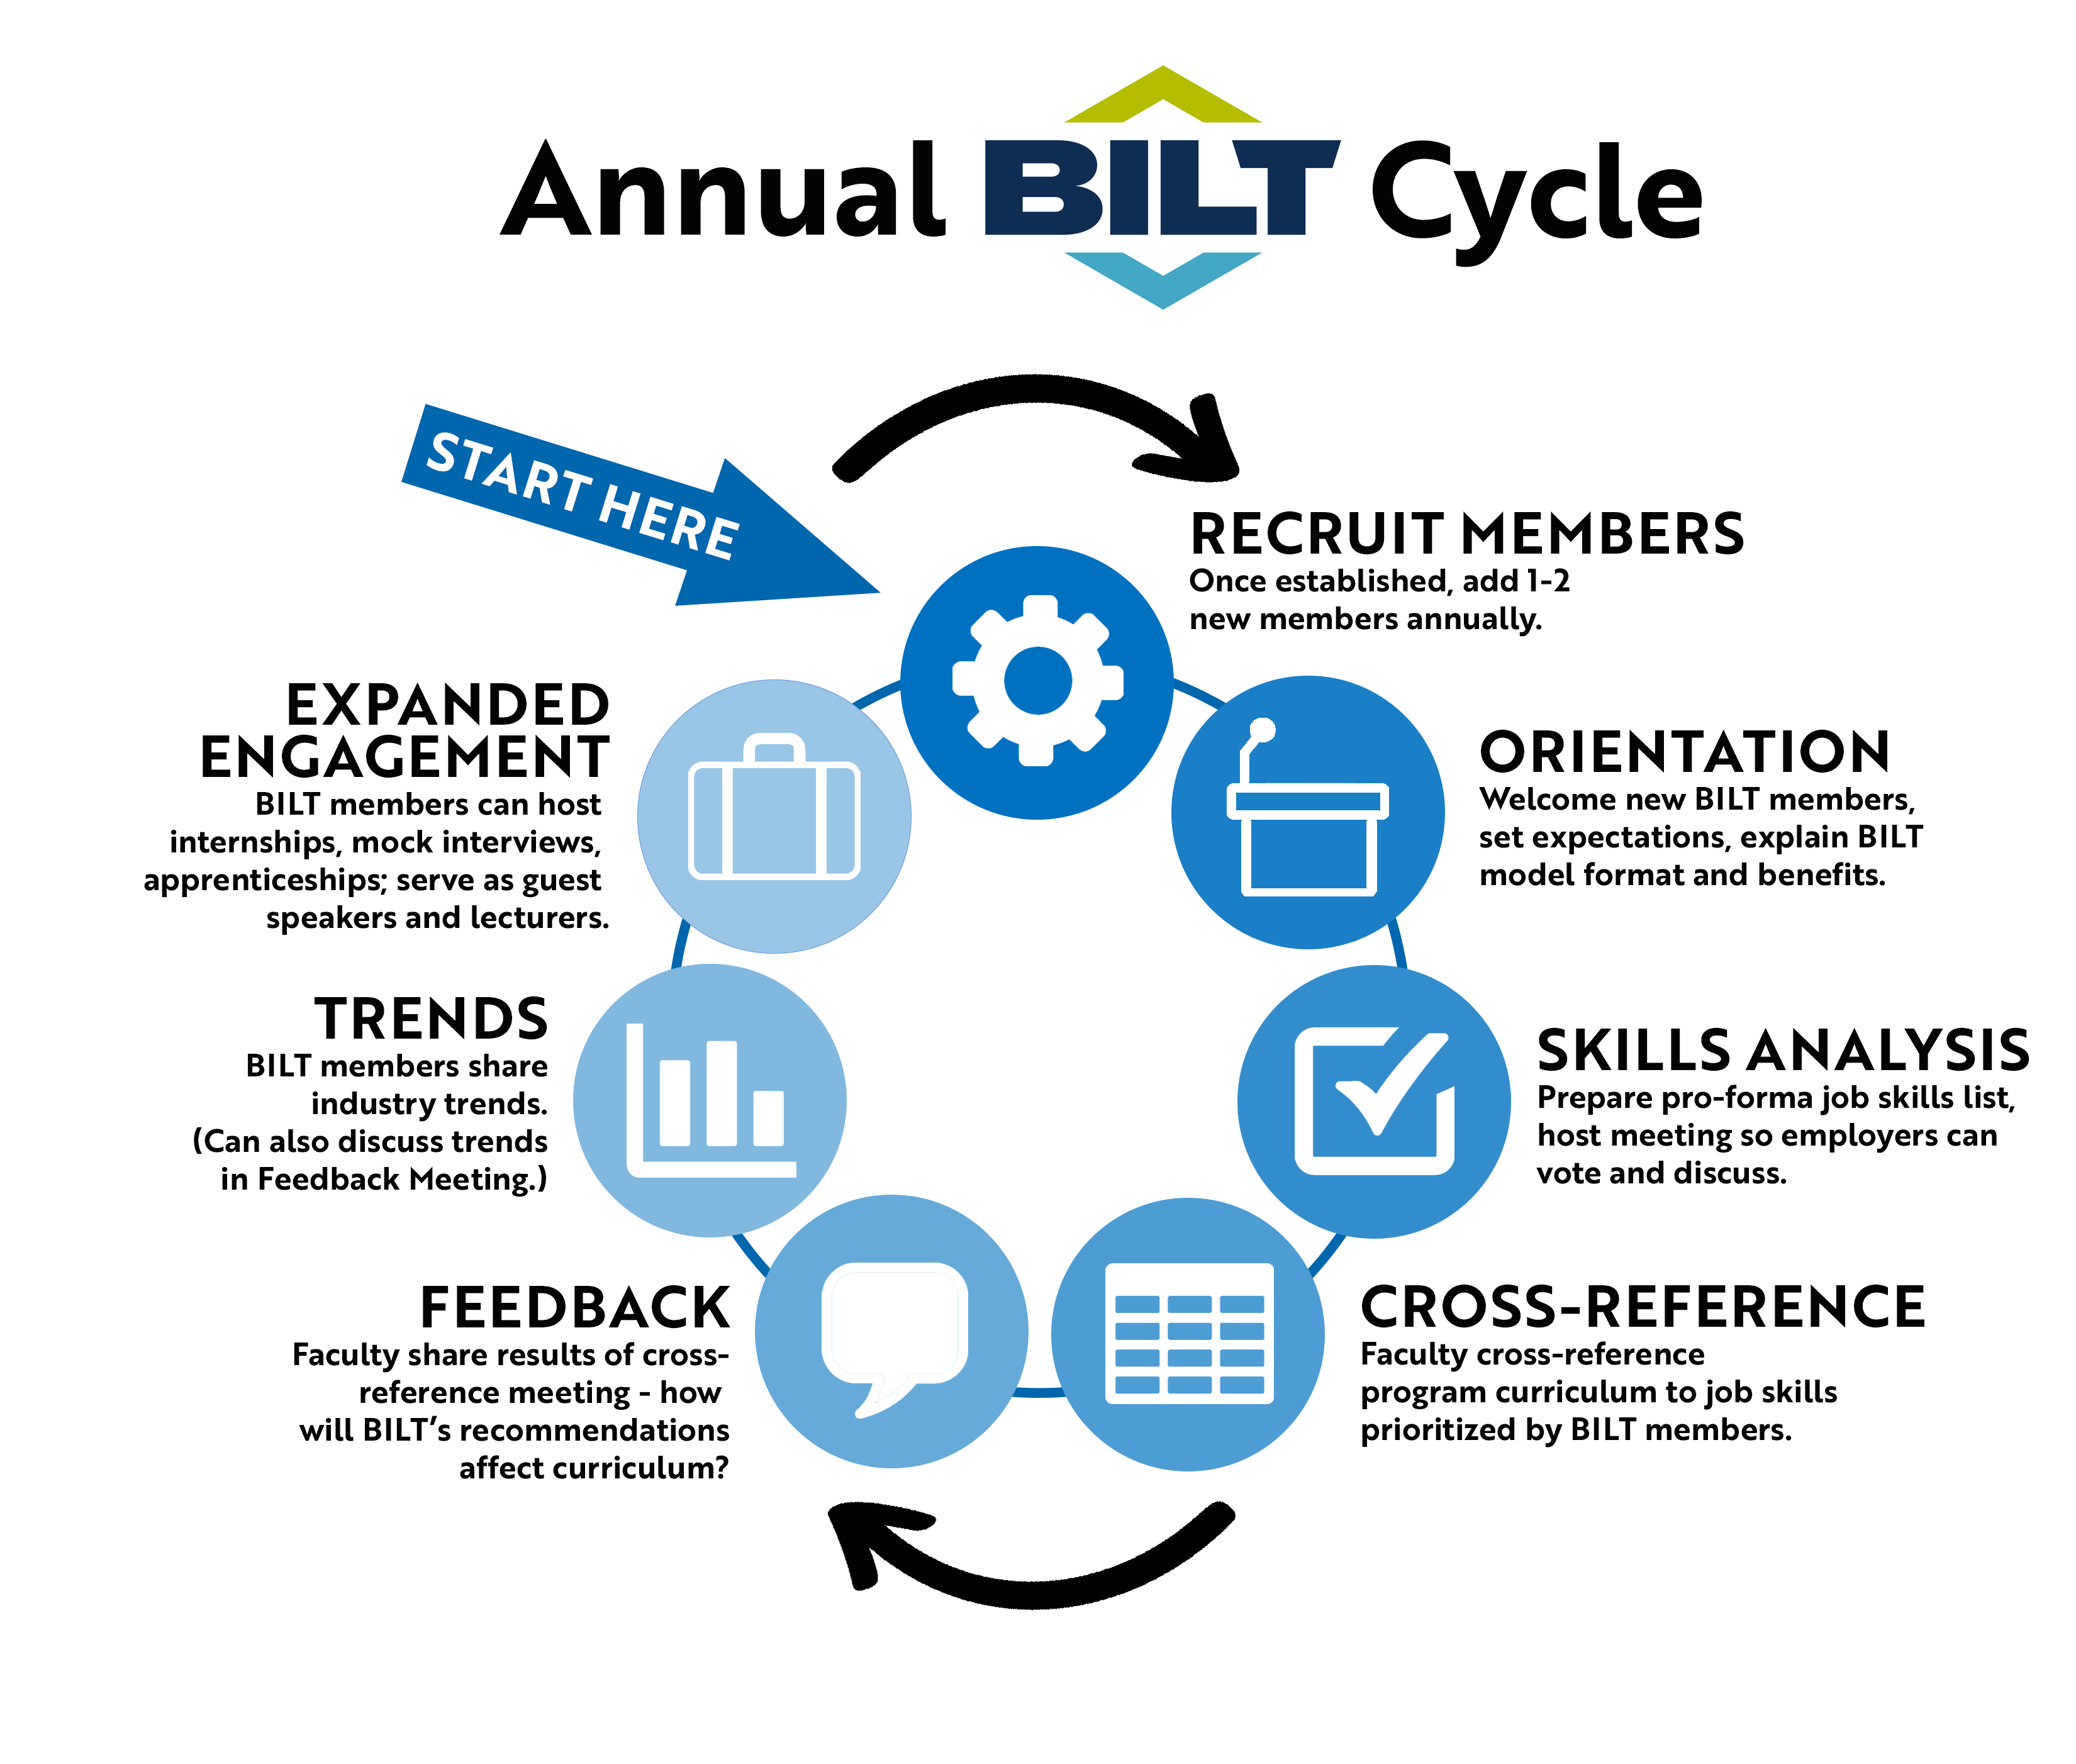 Annual BILT Cycle
START HERE
RECRUIT MEMBERS
Once established, add 1-2
new members annually.
ORIENTATION
Welcome new BILT members,
set expectations, explain BILT
model format and benefits.
SKILLS ANALYSIS
Prepare pro-forma job skills list,
host meeting so employers can
vote and discuss.
CROSS-REFERENCE
Faculty cross-reference
program curriculum to job skills
prioritized by BILT members.
FEEDBACK
Faculty share results of cross-
reference meeting - how
will BILT's recommendations
affect curriculum?
TRENDS
BILT members share
industry trends.
(Can also discuss trends
in Feedback Meeting.)
EXPANDED
ENGAGEMENT
BILT members can host
internships, mock interviews,
apprenticeships; serve as guest
speakers and lecturers.